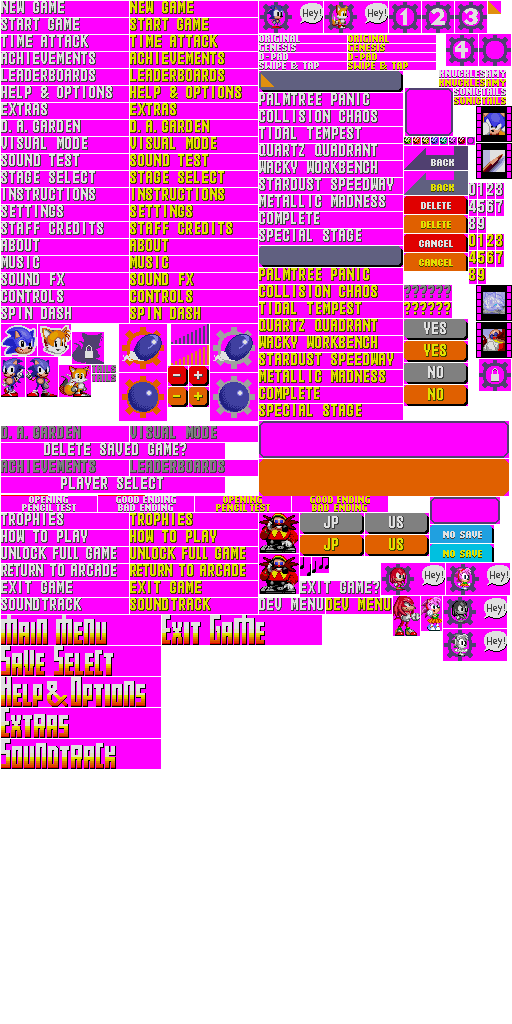 NEW GAME NEW GAME
START GAME START GAME
TIME ATTACK TIME ATTACK
ACHIEVEMENTS ACHIEVEMENTS
LEADERBOARDS LEADERBOARDS
HELP & OPTIONS HELP & OPTIONS
EXTRAS EXTRAS
D. A. GARDEN D. A. GARDEN
VISUAL MODE VISUAL MODE
SOUND TEST SOUND TEST
STAGE SELECT STAGE SELECT
INSTRUCTIONS INSTRUCTIONS
SETTINGS SETTINGS
STAFF CREDITS STAFF CREDITS
ABOUT ABOUT
MUSIC MUSIC
SOUND FX SOUND FX
CONTROLS CONTROLS
SPIN DASH SPIN DASH
Hey! Hey! 1 2 3
4
ORIGINAL ORIGINAL
GENESIS GENESIS
D-PAD D-PAD
SWIPE & TAP SWIPE & TAP
KNUCKLES AMY
KNUCKLES AMY
SONIC TAILS
SONIC TAILS
PALMTREE PANIC
COLLISION CHAOS
TIDAL TEMPEST
QUARTZ QUADRANT
WACKY WORKBENCH
STARDUST SPEEDWAY
METALLIC MADNESS
COMPLETE
SPECIAL STAGE
PALMTREE PANIC
COLLISION CHAOS
TIDAL TEMPEST
QUARTZ QUADRANT
WACKY WORKBENCH
STARDUST SPEEDWAY
METALLIC MADNESS
COMPLETE
SPECIAL STAGE
BACK
BACK
DELETE
DELETE
CANCEL
CANCEL
0123
4567
89
0123
4567
89
??????
??????
YES
YES
NO
NO
- +
- +
D. A. GARDEN VISUAL MODE
DELETE SAVED GAME?
ACHIEVEMENTS LEADERBOARDS
PLAYER SELECT
OPENING GOOD ENDING OPENING GOOD ENDING
PENCIL TEST BAD ENDING PENCIL TEST BAD ENDING
TROPHIES TROPHIES
HOW TO PLAY HOW TO PLAY
UNLOCK FULL GAME UNLOCK FULL GAME
RETURN TO ARCADE RETURN TO ARCADE
EXIT GAME EXIT GAME
SOUNDTRACK SOUNDTRACK
JP US
JP US
NO SAVE
NO SAVE
EXIT GAME?
DEV MENU DEV MENU
Hey! Hey!
Hey!
Hey!
MAIN MENU EXIT GAME
SAVE SELECT
HELP & OPTIONS
EXTRAS
SOUNDTRACK